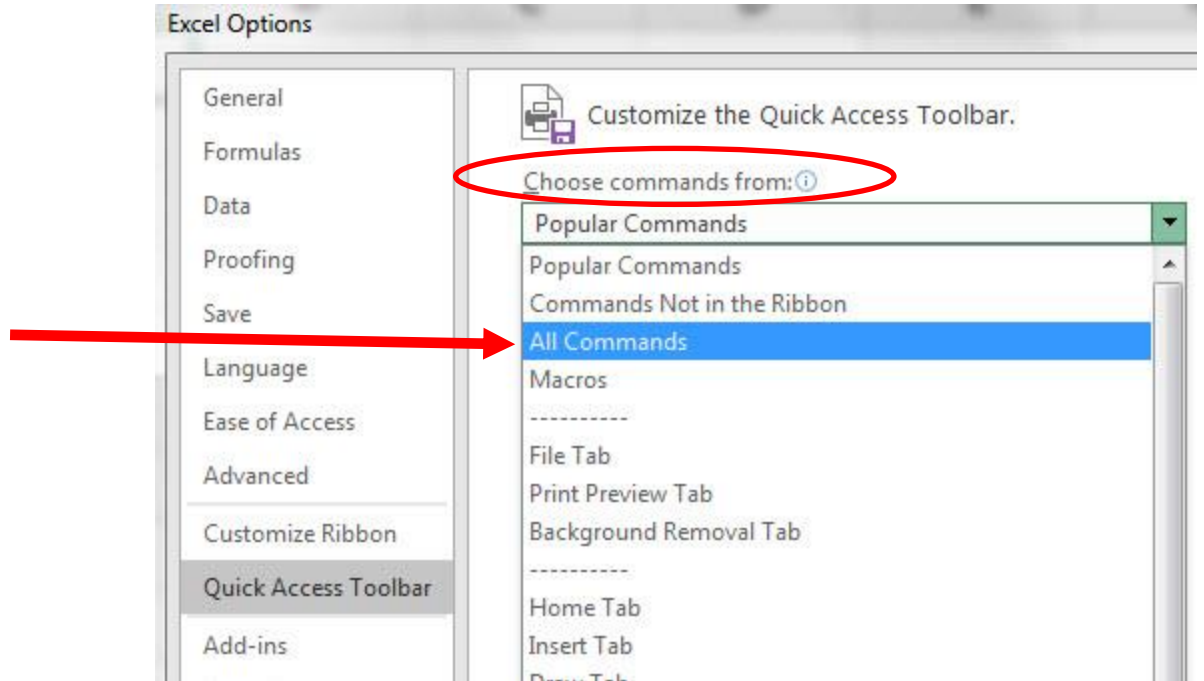 Excel Options
General
Formulas
Data
Proofing
Save
Language
Ease of Access
Advanced
Customize Ribbon
Quick Access Toolbar
Add-ins
Customize the Quick Access Toolbar.
Choose commands from:
Popular Commands
Popular Commands
Commands Not in the Ribbon
All Commands
Macros
----------
File Tab
Print Preview Tab
Background Removal Tab
----------
Home Tab
Insert Tab
Draw Tab